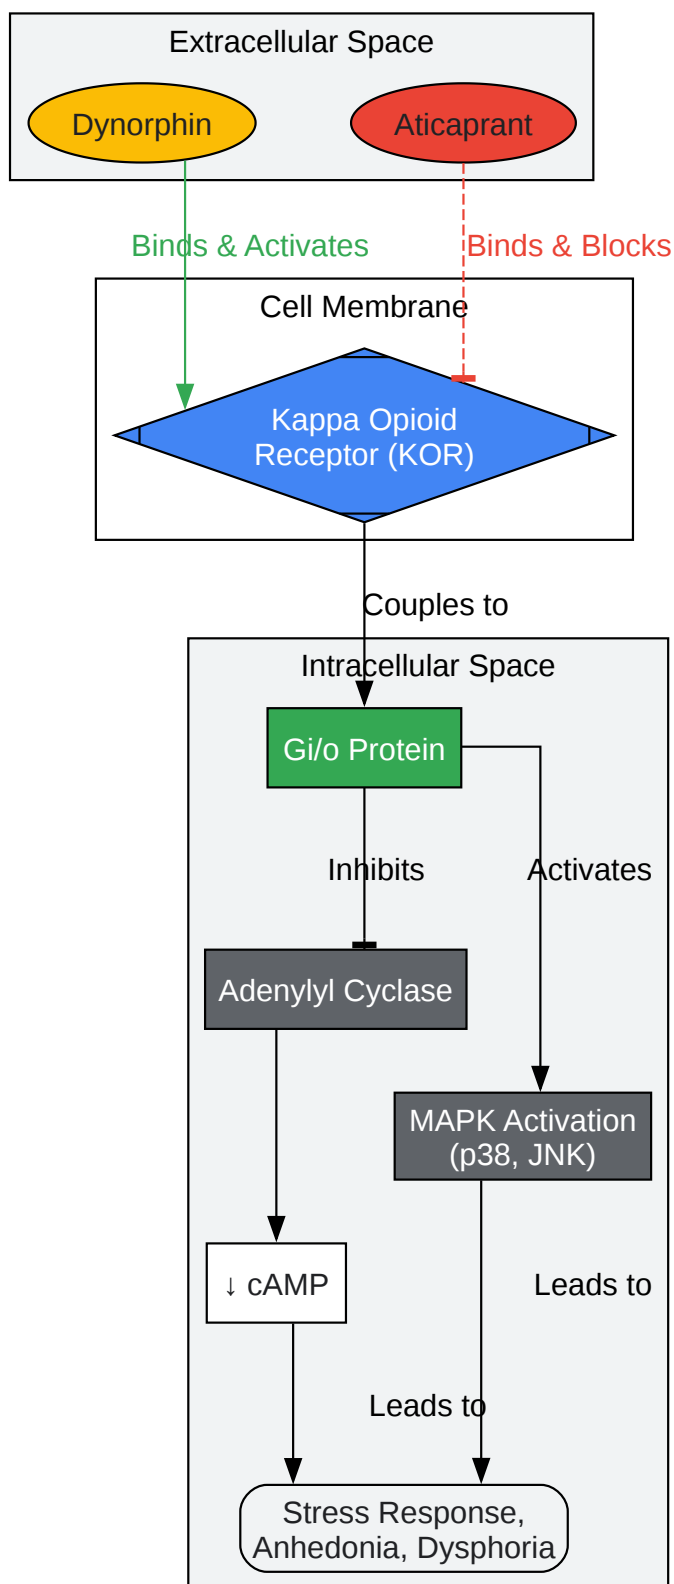 Extracellular Space
Dynorphin
Aticaprant
Binds & Activates
Binds & Blocks
Cell Membrane
Kappa Opioid
Receptor (KOR)
Couples to
Intracellular Space
Gi/o Protein
Inhibits
Activates
Adenylyl Cyclase
MAPK Activation
(p38, JNK)
↓ cAMP
Leads to
Leads to
Stress Response,
Anhedonia, Dysphoria